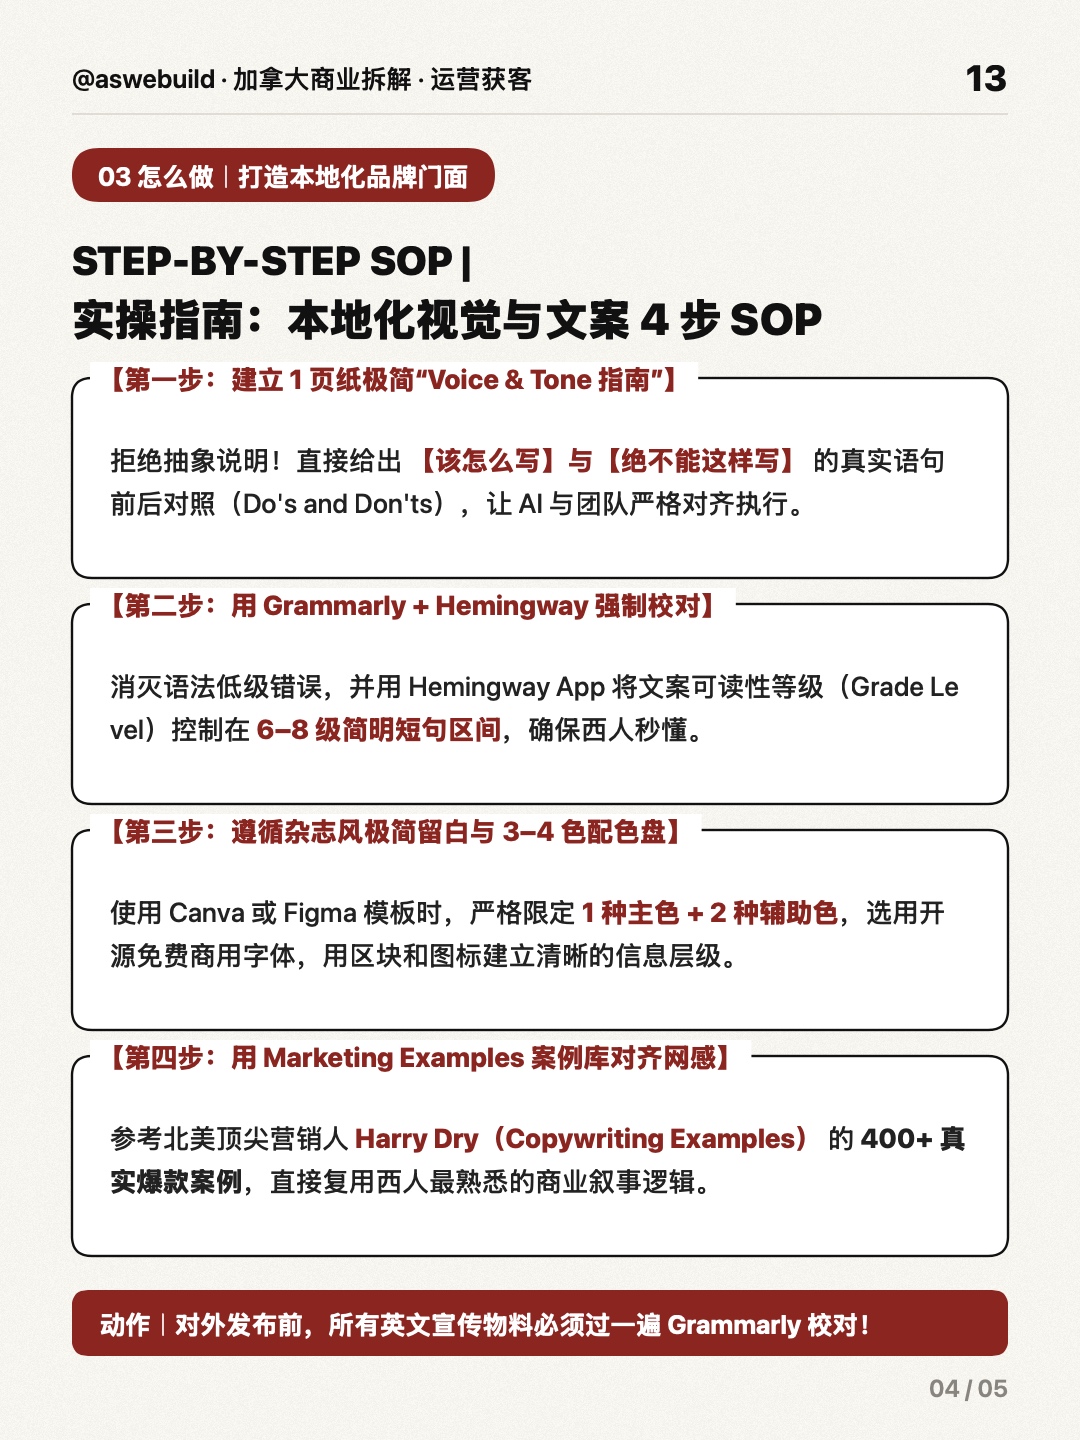 @aswebuild · 加拿大商业拆解 · 运营获客
13
03 怎么做｜打造本地化品牌门面
STEP-BY-STEP SOP |
实操指南：本地化视觉与文案 4 步 SOP
【第一步：建立 1 页纸极简“Voice & Tone 指南”】
拒绝抽象说明！直接给出 【该怎么写】与【绝不能这样写】 的真实语句
前后对照（Do's and Don'ts），让 AI 与团队严格对齐执行。
【第二步：用 Grammarly + Hemingway 强制校对】
消灭语法低级错误，并用 Hemingway App 将文案可读性等级（Grade Le
vel）控制在 6–8 级简明短句区间，确保西人秒懂。
【第三步：遵循杂志风极简留白与 3–4 色配色盘】
使用 Canva 或 Figma 模板时，严格限定 1 种主色 + 2 种辅助色，选用开
源免费商用字体，用区块和图标建立清晰的信息层级。
【第四步：用 Marketing Examples 案例库对齐网感】
参考北美顶尖营销人 Harry Dry（Copywriting Examples） 的 400+ 真
实爆款案例，直接复用西人最熟悉的商业叙事逻辑。
动作｜对外发布前，所有英文宣传物料必须过一遍 Grammarly 校对！
04 / 05